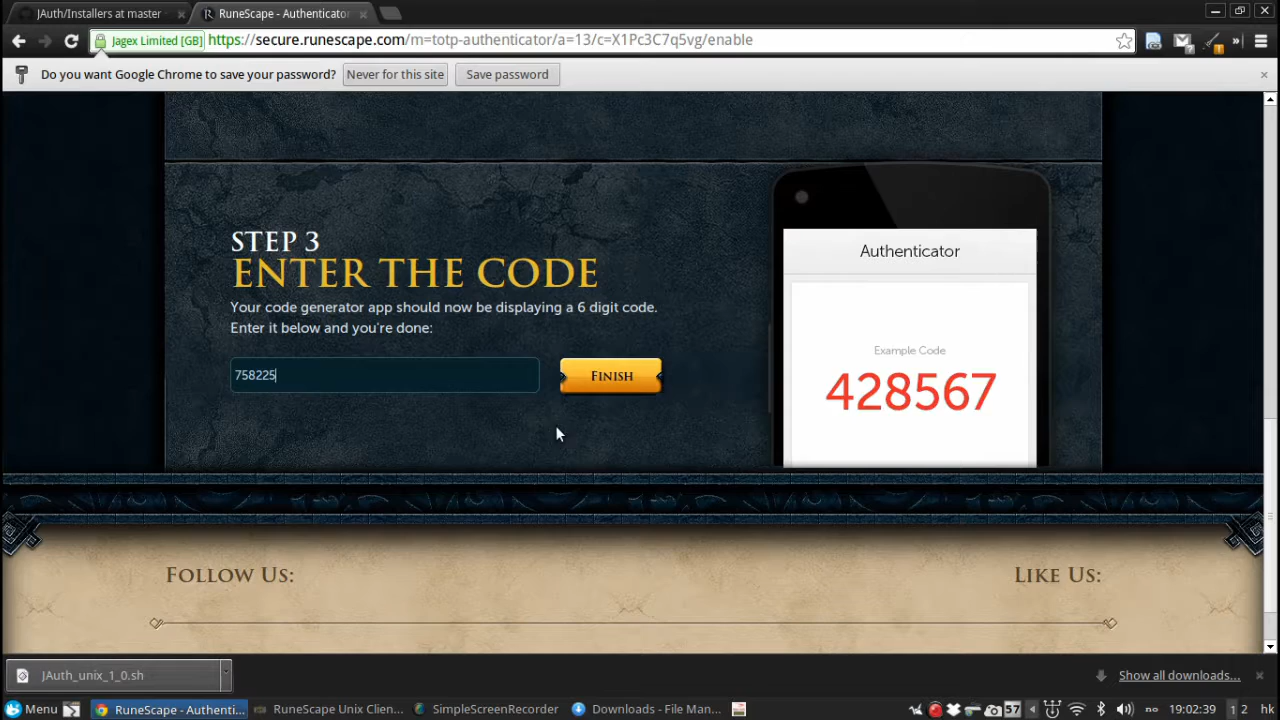 JAuth/Installers at master
RuneScape - Authenticator
Jagex Limited [GB]
https://secure.runescape.com/m=totp-authenticator/a=13/c=X1Pc3C7q5vg/enable
Do you want Google Chrome to save your password?
Never for this site
Save password
STEP 3
ENTER THE CODE
Your code generator app should now be displaying a 6 digit code.
Enter it below and you're done:
758225
FINISH
Authenticator
Example Code
428567
FOLLOW US:
LIKE US:
JAuth_unix_1_0.sh
Show all downloads...
Menu
RuneScape - Authenti...
RuneScape Unix Clien...
SimpleScreenRecorder
Downloads - File Man...
57
no
19:02:39
1 2
hk